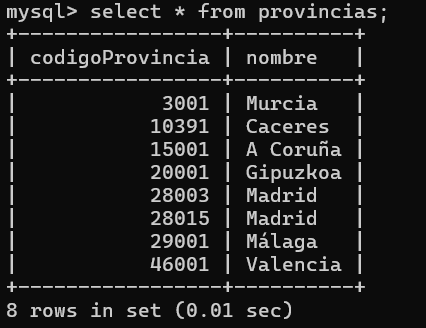 mysql> select * from provincias;
+-----------------+----------+
| codigoProvincia | nombre   |
+-----------------+----------+
|            3001 | Murcia   |
|           10391 | Caceres  |
|           15001 | A Coruña |
|           20001 | Gipuzkoa |
|           28003 | Madrid   |
|           28015 | Madrid   |
|           29001 | Málaga   |
|           46001 | Valencia |
+-----------------+----------+
8 rows in set (0.01 sec)